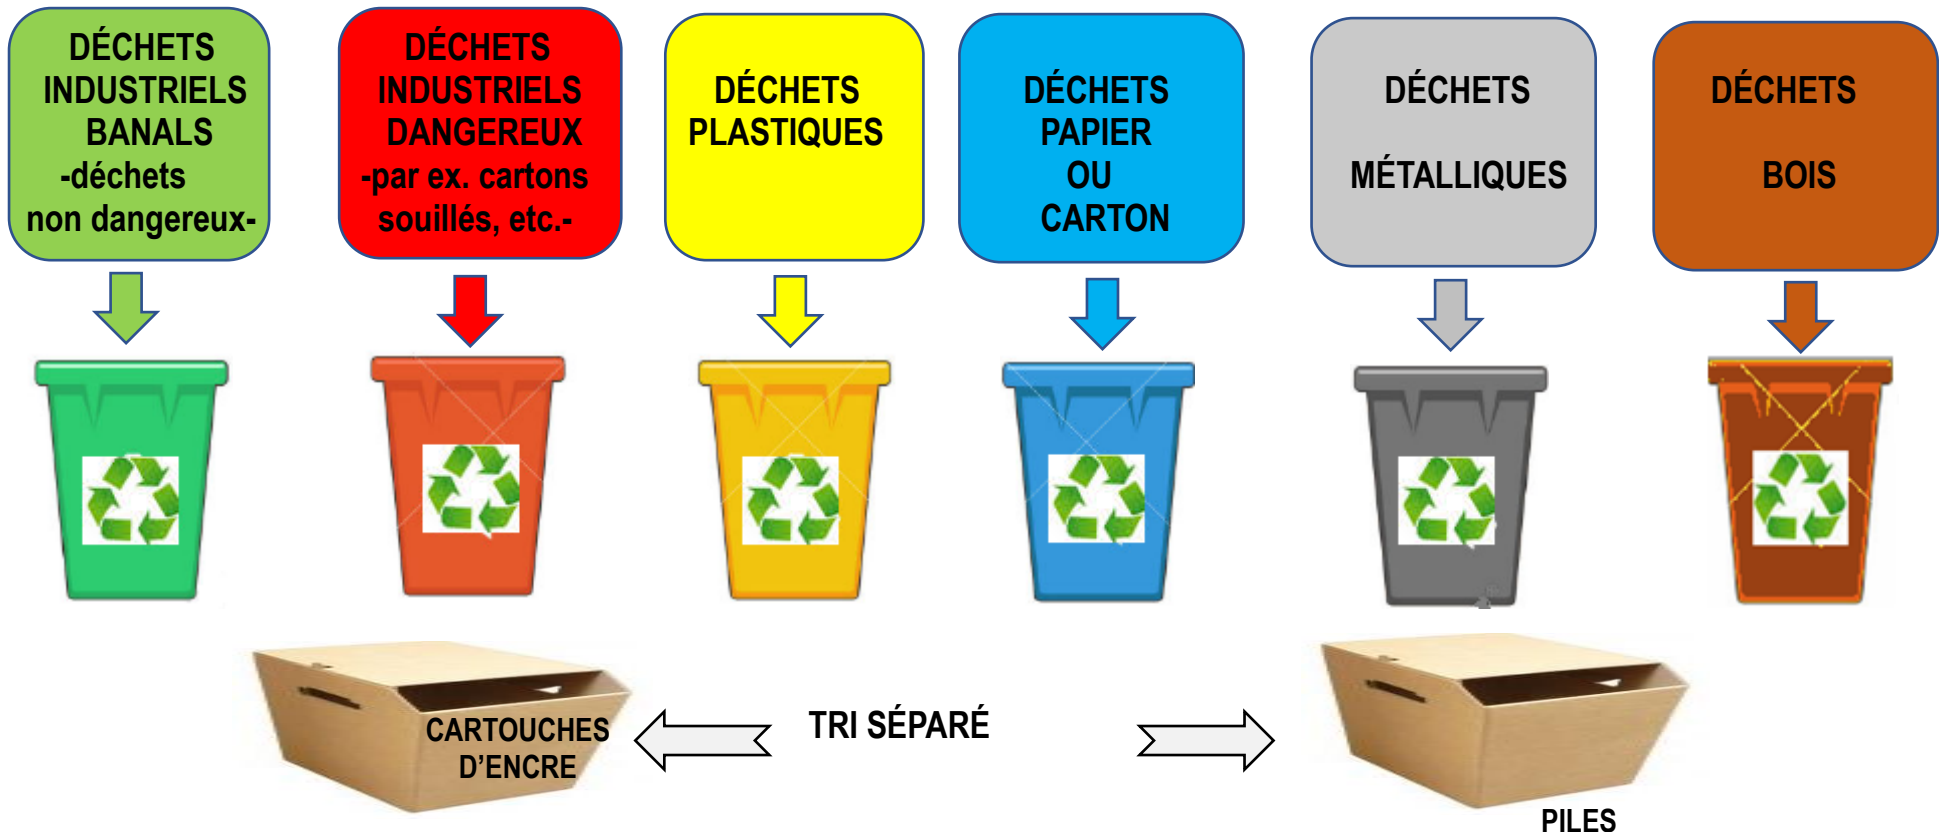 DÉCHETS
INDUSTRIELS
BANALS
-déchets
non dangereux-
DÉCHETS
INDUSTRIELS
DANGEREUX
-par ex. cartons
souillés, etc.-
DÉCHETS
PLASTIQUES
DÉCHETS
PAPIER
OU
CARTON
DÉCHETS
MÉTALLIQUES
DÉCHETS
BOIS
CARTOUCHES
D’ENCRE
TRI SÉPARÉ
PILES